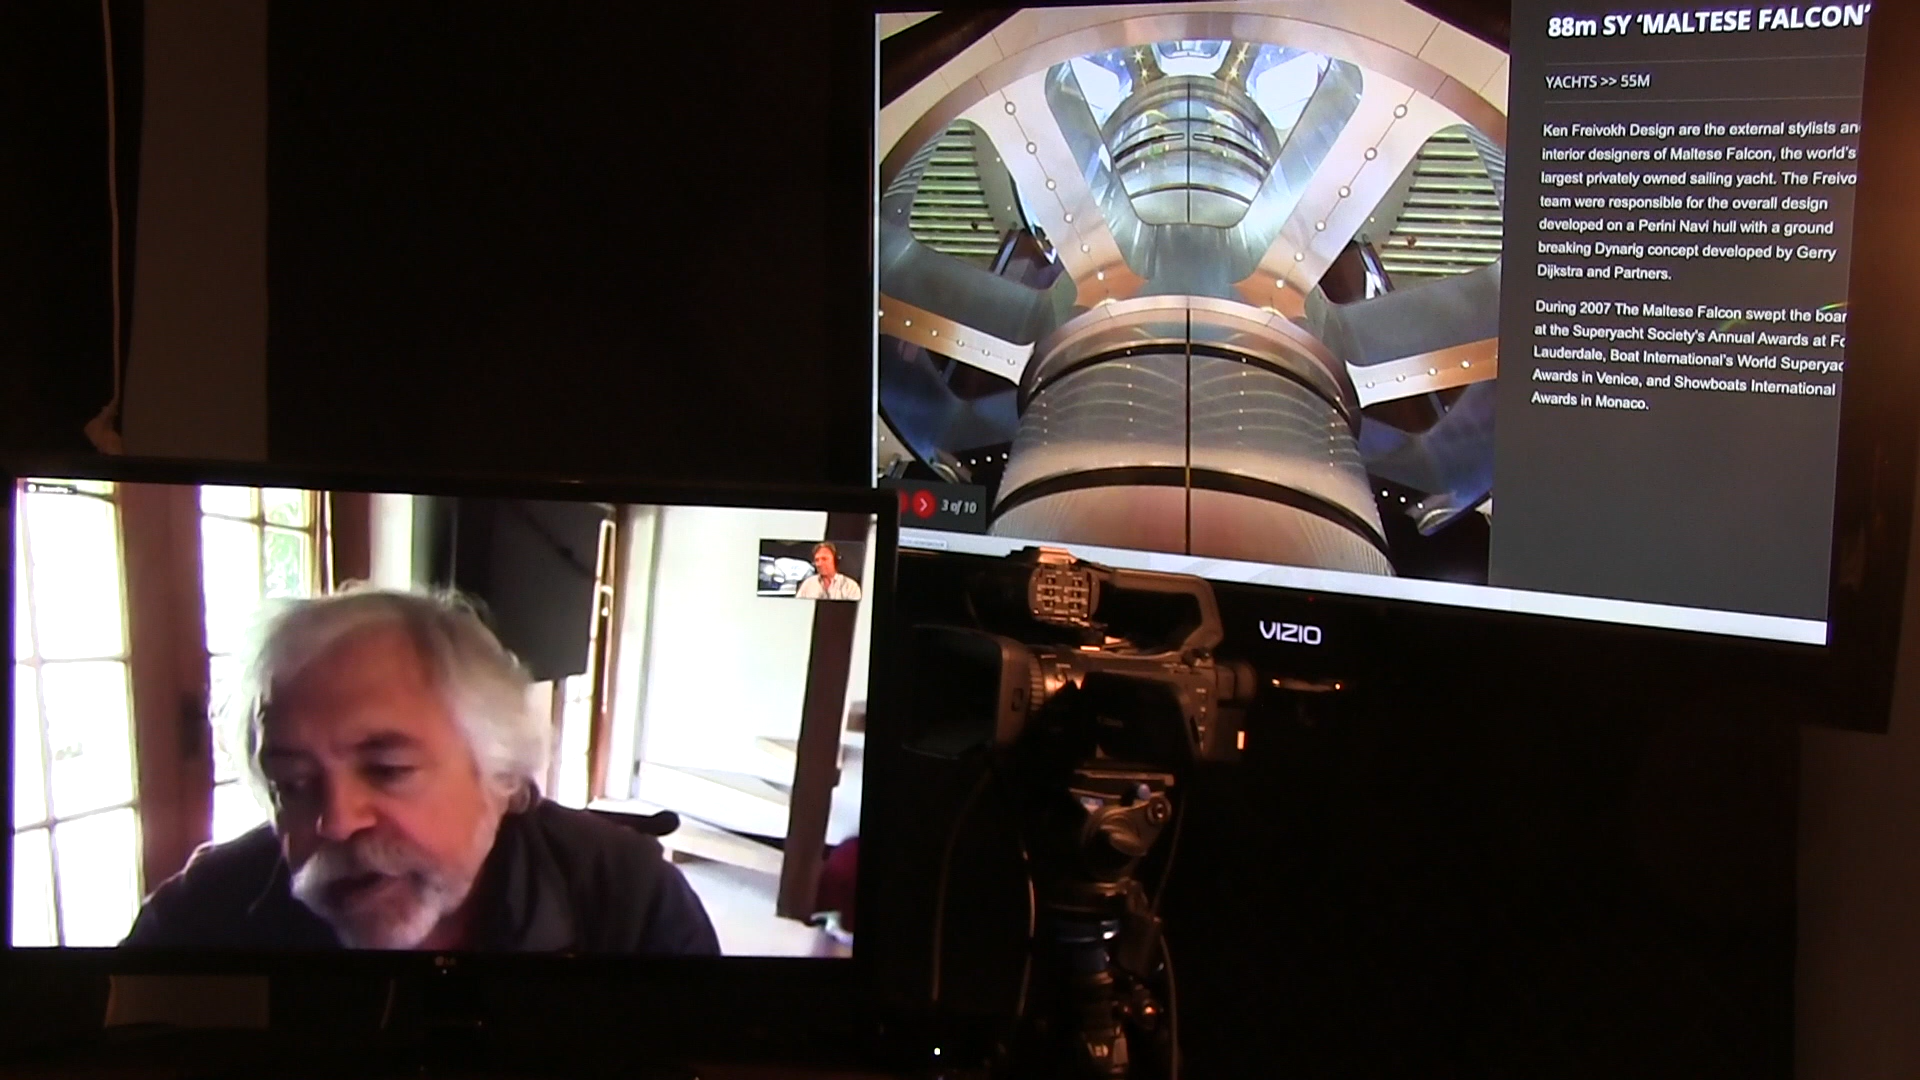 88m SY ‘MALTESE FALCON’
YACHTS >> 55M
Ken Freivokh Design are the external stylists an
interior designers of Maltese Falcon, the world's
largest privately owned sailing yacht. The Freivo
team were responsible for the overall design
developed on a Perini Navi hull with a ground
breaking Dynarig concept developed by Gerry
Dijkstra and Partners.
During 2007 The Maltese Falcon swept the boar
at the Superyacht Society's Annual Awards at Fo
Lauderdale, Boat International's World Superyac
Awards in Venice, and Showboats International
Awards in Monaco.
3 of 10
VIZIO
LG